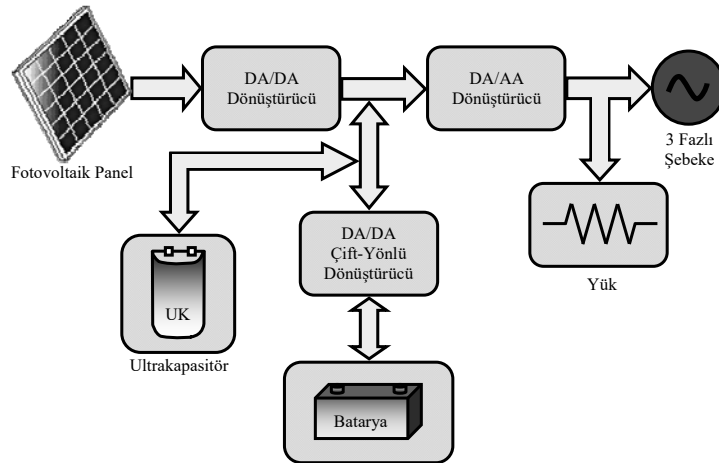 DA/DA
Dönüştürücü
DA/AA
Dönüştürücü
3 Fazlı
Şebeke
Fotovoltaik Panel
DA/DA
Çift-Yönlü
Dönüştürücü
Yük
UK
Ultrakapasitör
Batarya